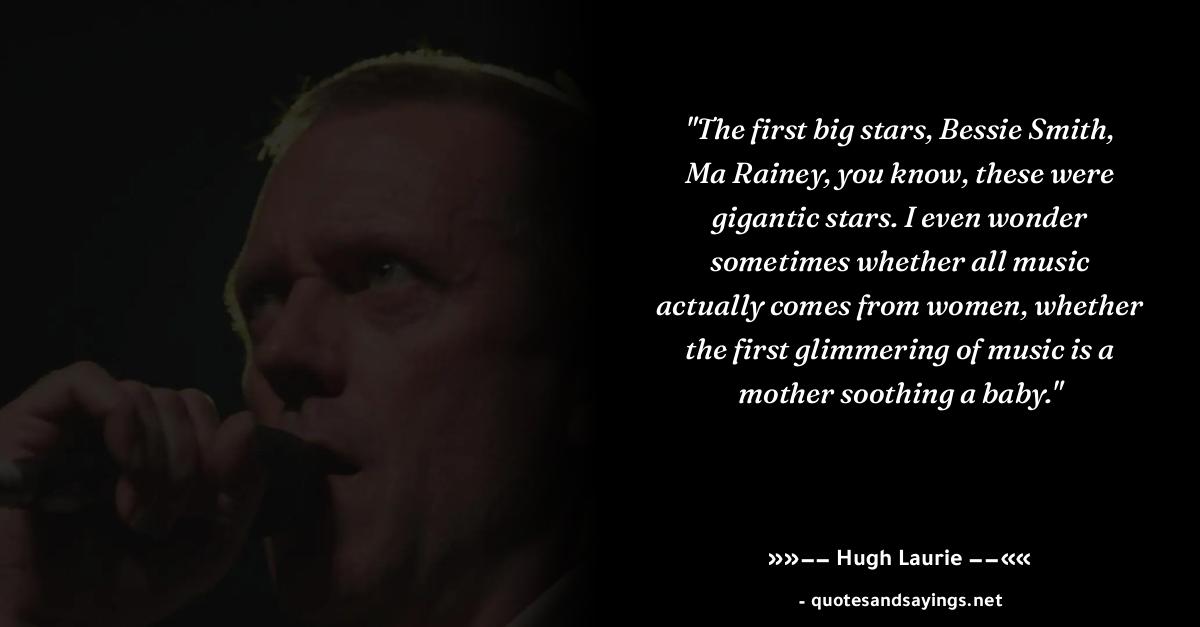 "The first big stars, Bessie Smith,
Ma Rainey, you know, these were
gigantic stars. I even wonder
sometimes whether all music
actually comes from women, whether
the first glimmering of music is a
mother soothing a baby."
»»–– Hugh Laurie ––««
- quotesandsayings.net